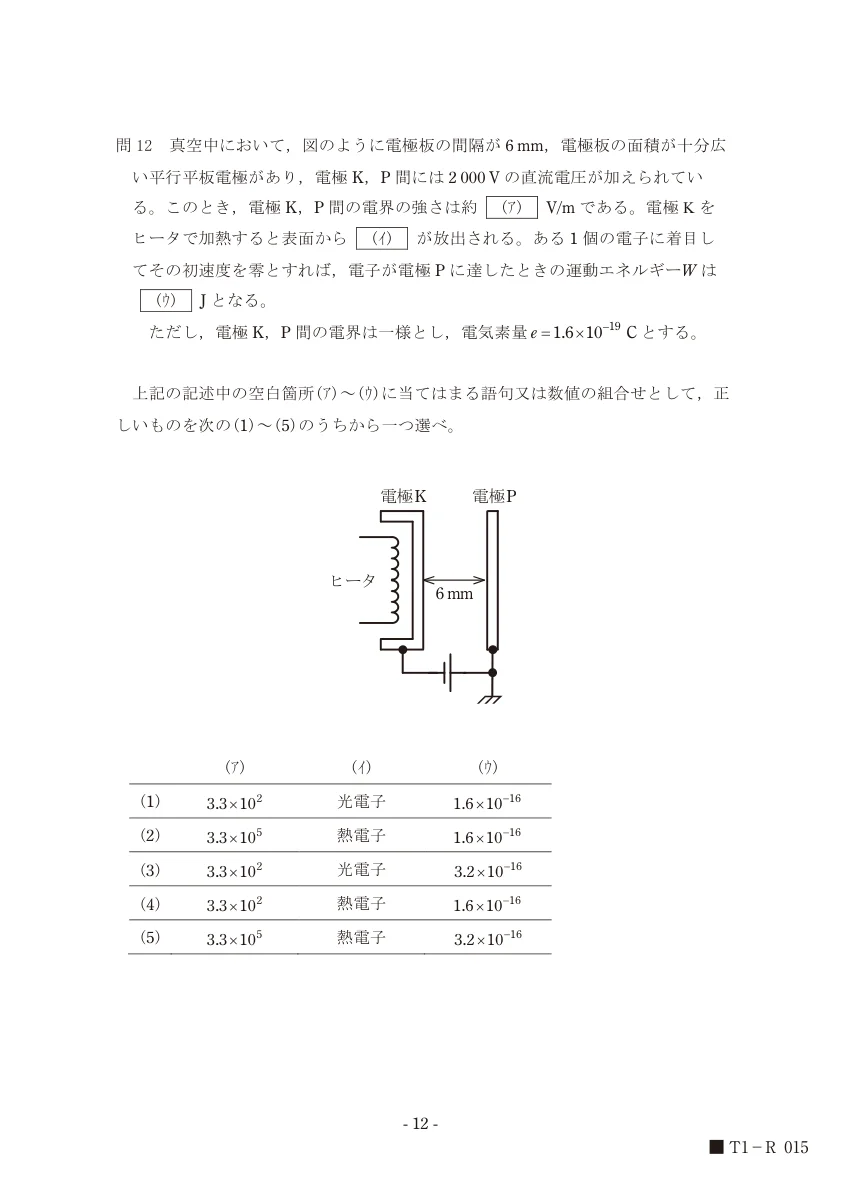 問 12　真空中において，図のように電極板の間隔が 6 mm，電極板の面積が十分広
い平行平板電極があり，電極 K，P 間には 2 000 V の直流電圧が加えられてい
る。このとき，電極 K，P 間の電界の強さは約 (ｱ) V/m である。電極 K を
ヒータで加熱すると表面から (ｲ) が放出される。ある 1 個の電子に着目し
てその初速度を零とすれば，電子が電極 P に達したときの運動エネルギーW は
(ｳ) J となる。
ただし，電極 K，P 間の電界は一様とし，電気素量 e＝1.6×10⁻¹⁹ C とする。
上記の記述中の空白箇所(ｱ)～(ｳ)に当てはまる語句又は数値の組合せとして，正
しいものを次の(1)～(5)のうちから一つ選べ。
電極K 電極P
ヒータ
6 mm
(ｱ) (ｲ) (ｳ)
(1) 3.3×10² 光電子 1.6×10⁻¹⁶
(2) 3.3×10⁵ 熱電子 1.6×10⁻¹⁶
(3) 3.3×10² 光電子 3.2×10⁻¹⁶
(4) 3.3×10² 熱電子 1.6×10⁻¹⁶
(5) 3.3×10⁵ 熱電子 3.2×10⁻¹⁶
- 12 -
■ T1－R 015